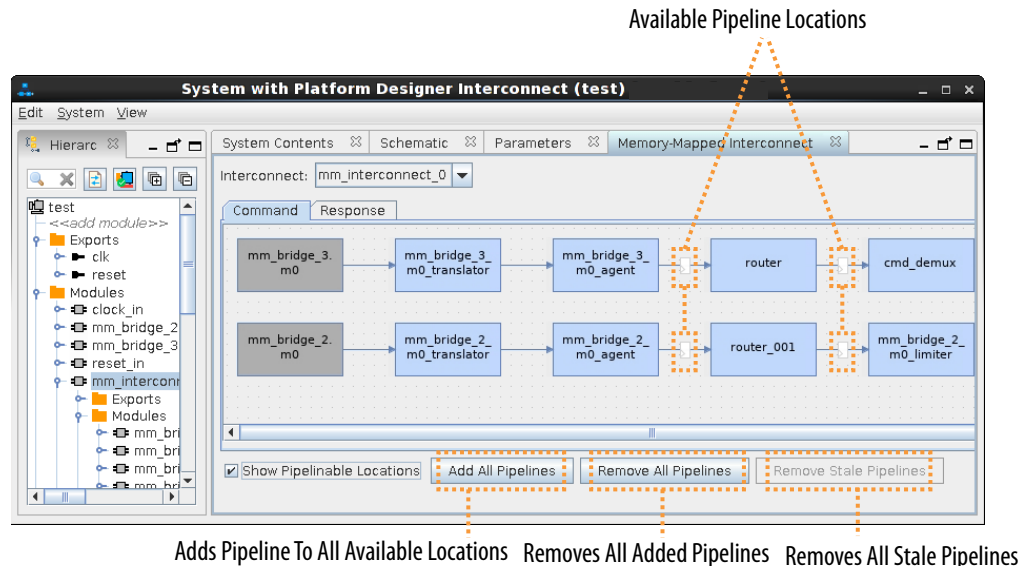 Available Pipeline Locations
System with Platform Designer Interconnect (test)
Edit System View
Hierarc
System Contents
Schematic
Parameters
Memory-Mapped Interconnect
Interconnect: mm_interconnect_0
Command
Response
test
<<add module>>
Exports
clk
reset
Modules
clock_in
mm_bridge_2
mm_bridge_3
reset_in
mm_interconn
Exports
Modules
mm_bri
mm_bri
mm_bri
mm_bri
mm_bridge_3.
m0
mm_bridge_3_
m0_translator
mm_bridge_3_
m0_agent
router
cmd_demux
mm_bridge_2.
m0
mm_bridge_2_
m0_translator
mm_bridge_2_
m0_agent
router_001
mm_bridge_2_
m0_limiter
Show Pipelinable Locations
Add All Pipelines
Remove All Pipelines
Remove Stale Pipelines
Adds Pipeline To All Available Locations
Removes All Added Pipelines
Removes All Stale Pipelines